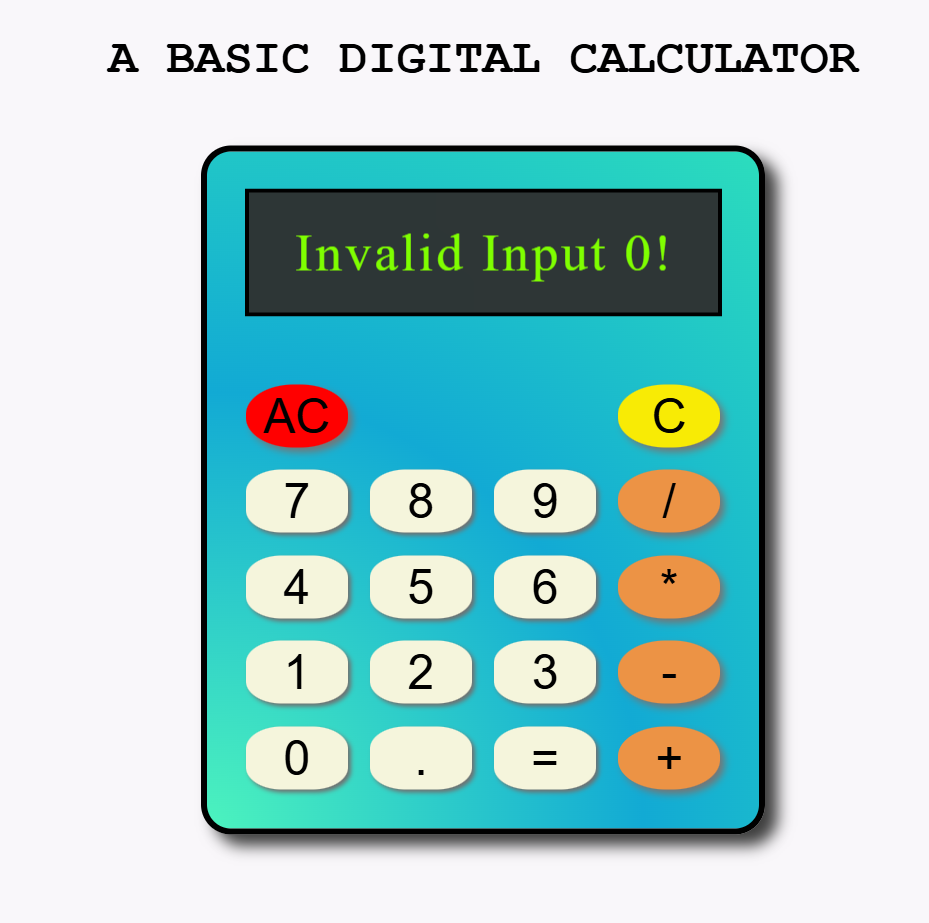 A BASIC DIGITAL CALCULATOR
Invalid Input 0!
AC C
7 8 9 /
4 5 6 *
1 2 3 -
0 . = +